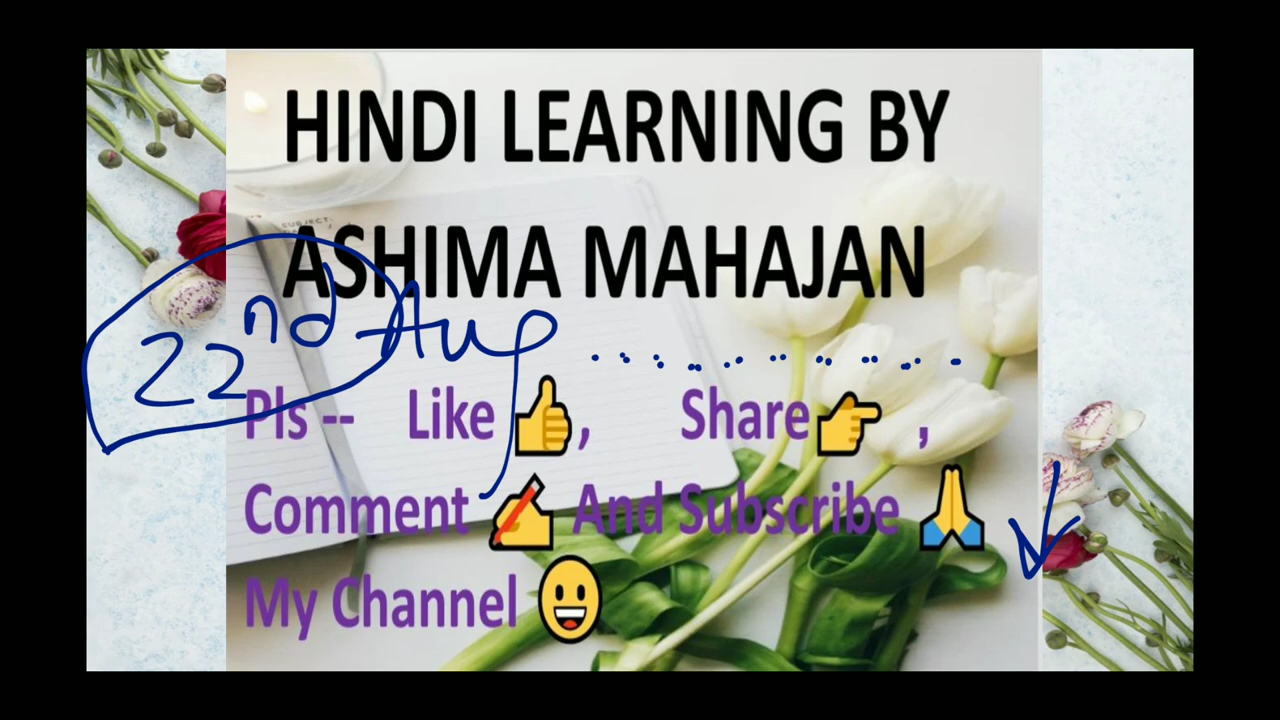 HINDI LEARNING BY
ASHIMA MAHAJAN
22nd Aug
Pls -- Like 👍, Share 👉 ,
Comment ✍ And Subscribe 🙏
My Channel 😃